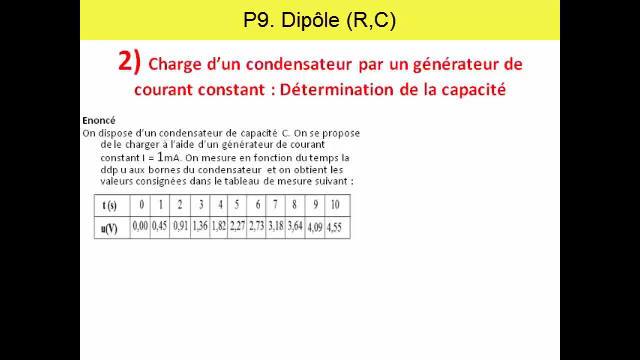 P9. Dipôle (R,C)
2) Charge d'un condensateur par un générateur de
courant constant : Détermination de la capacité
Enoncé
On dispose d'un condensateur de capacité C. On se propose
de le charger à l'aide d'un générateur de courant
constant I = 1mA. On mesure en fonction du temps la
ddp u aux bornes du condensateur et on obtient les
valeurs consignées dans le tableau de mesure suivant :
t (s) 0 1 2 3 4 5 6 7 8 9 10
u(V) 0,00 0,45 0,91 1,36 1,82 2,27 2,73 3,18 3,64 4,09 4,55